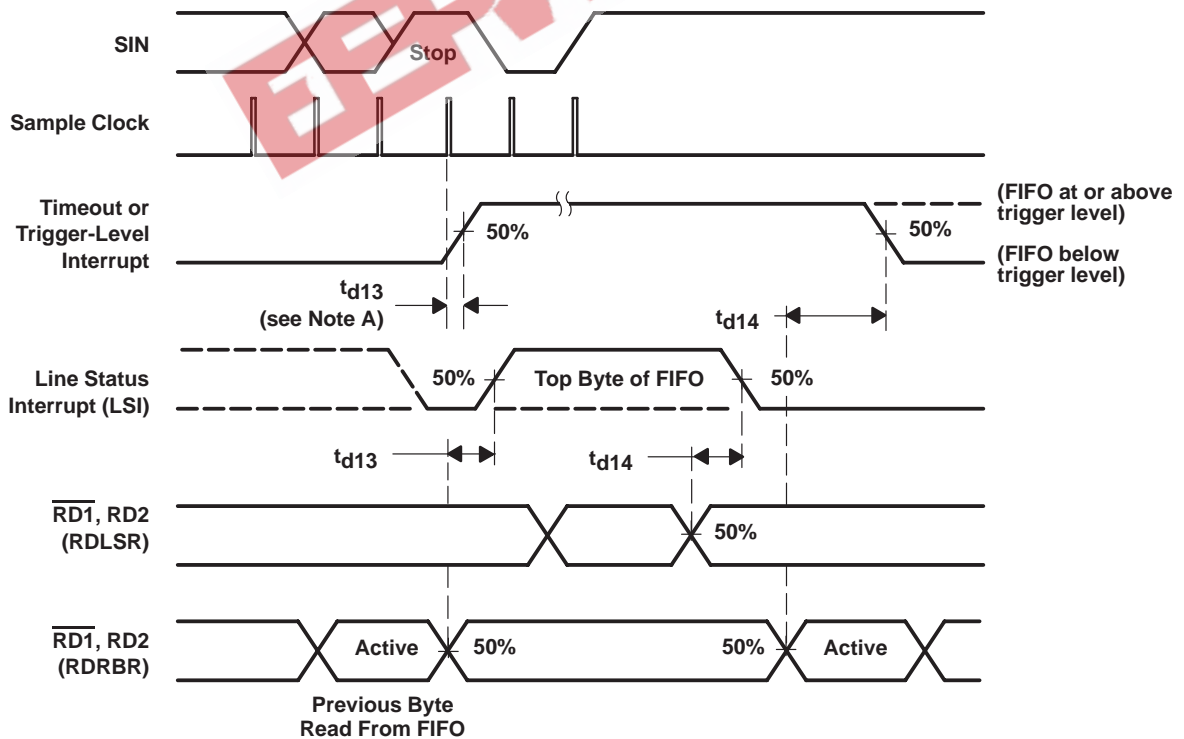 SIN
Stop
Sample Clock
Timeout or
Trigger-Level
Interrupt
50%
50%
(FIFO at or above
trigger level)
(FIFO below
trigger level)
td13
(see Note A)
td14
Line Status
Interrupt (LSI)
50%
Top Byte of FIFO
50%
td13
td14
RD1, RD2
(RDLSR)
50%
RD1, RD2
(RDRBR)
Active
50%
50%
Active
Previous Byte
Read From FIFO